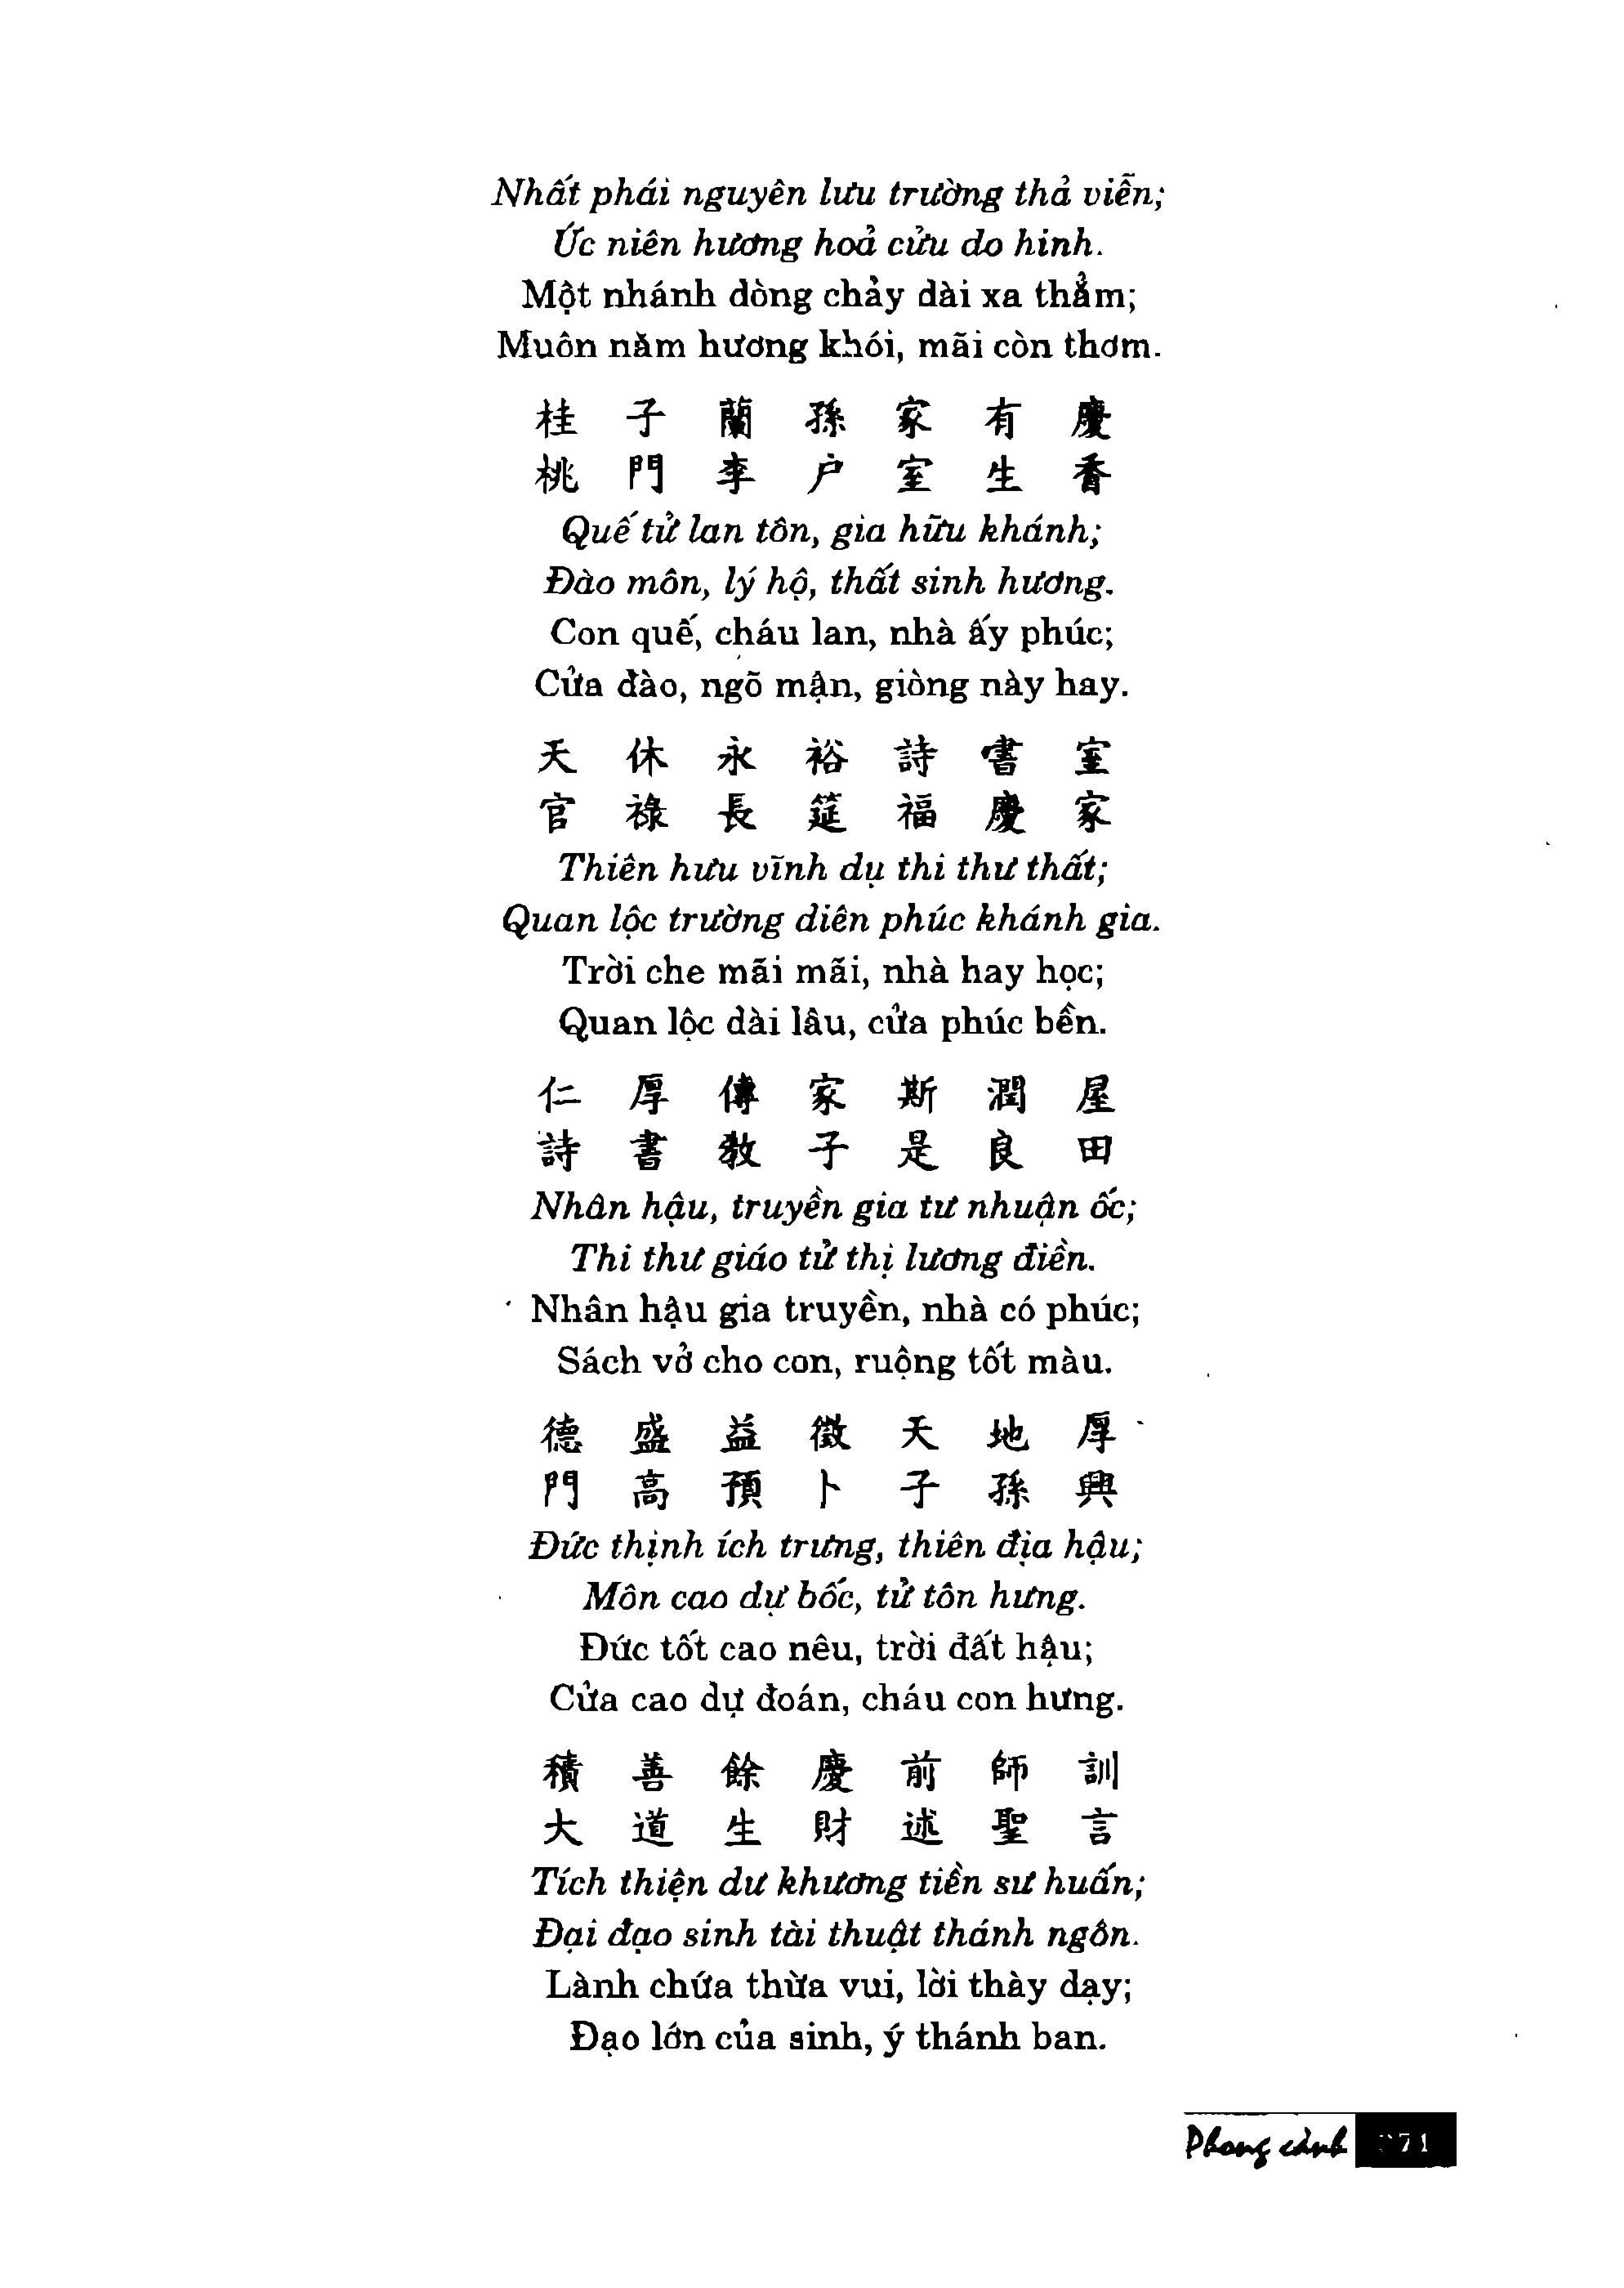 Nhất phái nguyên lưu trường thả viễn;
Ức niên hương hoả cửu do hinh.
Một nhánh dòng chảy dài xa thẳm;
Muôn năm hương khói, mãi còn thơm.
桂 子 蘭 孫 家 有 慶
桃 門 李 户 室 生 香
Quế tử lan tôn, gia hữu khánh;
Đào môn, lý hộ, thất sinh hương.
Con quế, cháu lan, nhà ấy phúc;
Cửa đào, ngõ mận, giòng này hay.
天 休 永 裕 詩 書 室
官 祿 長 筵 福 慶 家
Thiên hưu vĩnh dụ thi thư thất;
Quan lộc trường diên phúc khánh gia.
Trời che mãi mãi, nhà hay học;
Quan lộc dài lâu, cửa phúc bền.
仁 厚 傳 家 斯 潤 屋
詩 書 教 子 是 良 田
Nhân hậu, truyền gia tư nhuận ốc;
Thi thư giáo tử thị lương điền.
Nhân hậu gia truyền, nhà có phúc;
Sách vở cho con, ruộng tốt màu.
德 盛 益 徵 天 地 厚
門 高 預 卜 子 孫 興
Đức thịnh ích trưng, thiên địa hậu;
Môn cao dự bốc, tử tôn hưng.
Đức tốt cao nêu, trời đất hậu;
Cửa cao dự đoán, cháu con hưng.
積 善 餘 慶 前 師 訓
大 道 生 財 述 聖 言
Tích thiện dư khương tiền sư huấn;
Đại đạo sinh tài thuật thánh ngôn.
Lành chứa thừa vui, lời thày dạy;
Đạo lớn của sinh, ý thánh ban.
Phong cảnh